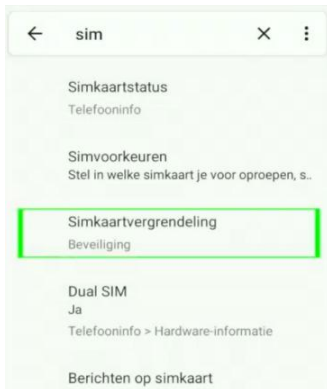 sim
Simkaartstatus
Telefooninfo
Simvoorkeuren
Stel in welke simkaart je voor oproepen, s..
Simkaartvergrendeling
Beveiliging
Dual SIM
Ja
Telefooninfo > Hardware-informatie
Berichten op simkaart